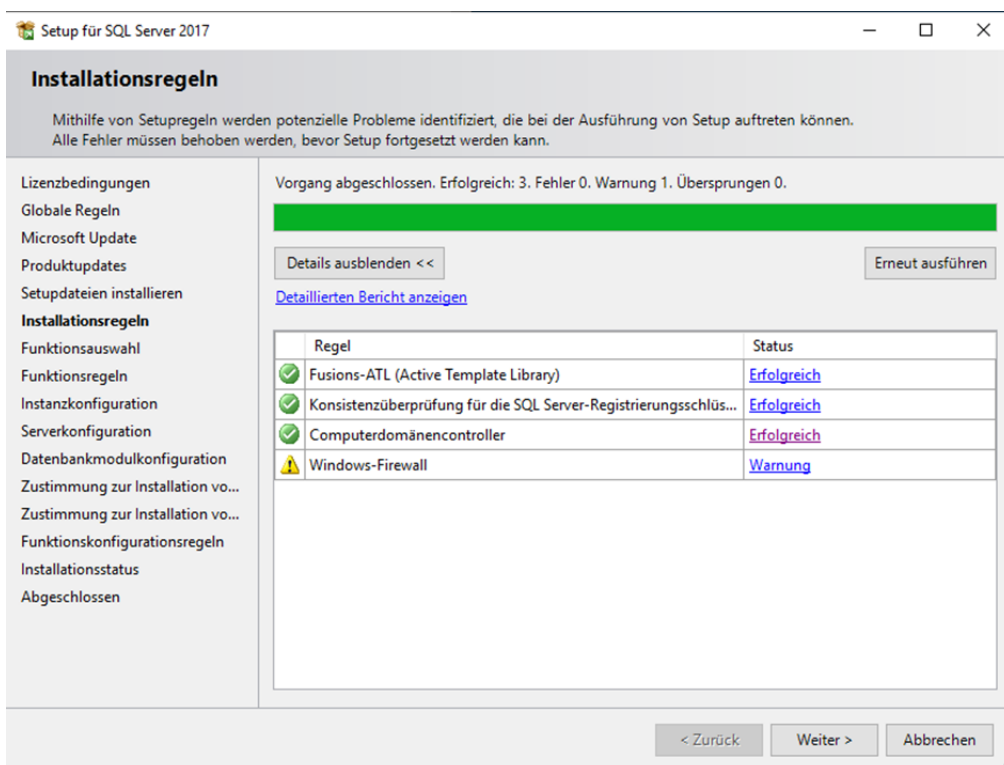 Setup für SQL Server 2017
Installationsregeln
Mithilfe von Setupregeln werden potenzielle Probleme identifiziert, die bei der Ausführung von Setup auftreten können.
Alle Fehler müssen behoben werden, bevor Setup fortgesetzt werden kann.
Lizenzbedingungen
Globale Regeln
Microsoft Update
Produktupdates
Setupdateien installieren
Installationsregeln
Funktionsauswahl
Funktionsregeln
Instanzkonfiguration
Serverkonfiguration
Datenbankmodulkonfiguration
Zustimmung zur Installation vo...
Zustimmung zur Installation vo...
Funktionskonfigurationsregeln
Installationsstatus
Abgeschlossen
Vorgang abgeschlossen. Erfolgreich: 3. Fehler 0. Warnung 1. Übersprungen 0.
Details ausblenden << Erneut ausführen
Detaillierten Bericht anzeigen
Regel Status
Fusions-ATL (Active Template Library) Erfolgreich
Konsistenzüberprüfung für die SQL Server-Registrierungsschlüs... Erfolgreich
Computerdomänencontroller Erfolgreich
Windows-Firewall Warnung
< Zurück Weiter > Abbrechen